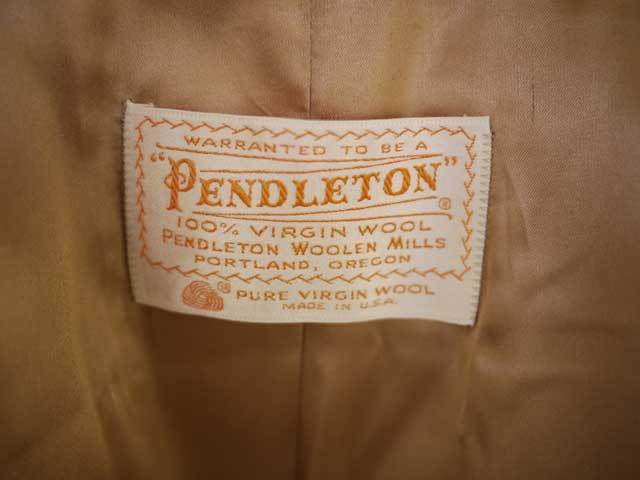 WARRANTED TO BE A
"PENDLETON"®
100% VIRGIN WOOL
PENDLETON WOOLEN MILLS
PORTLAND, OREGON
® PURE VIRGIN WOOL
MADE IN U.S.A.